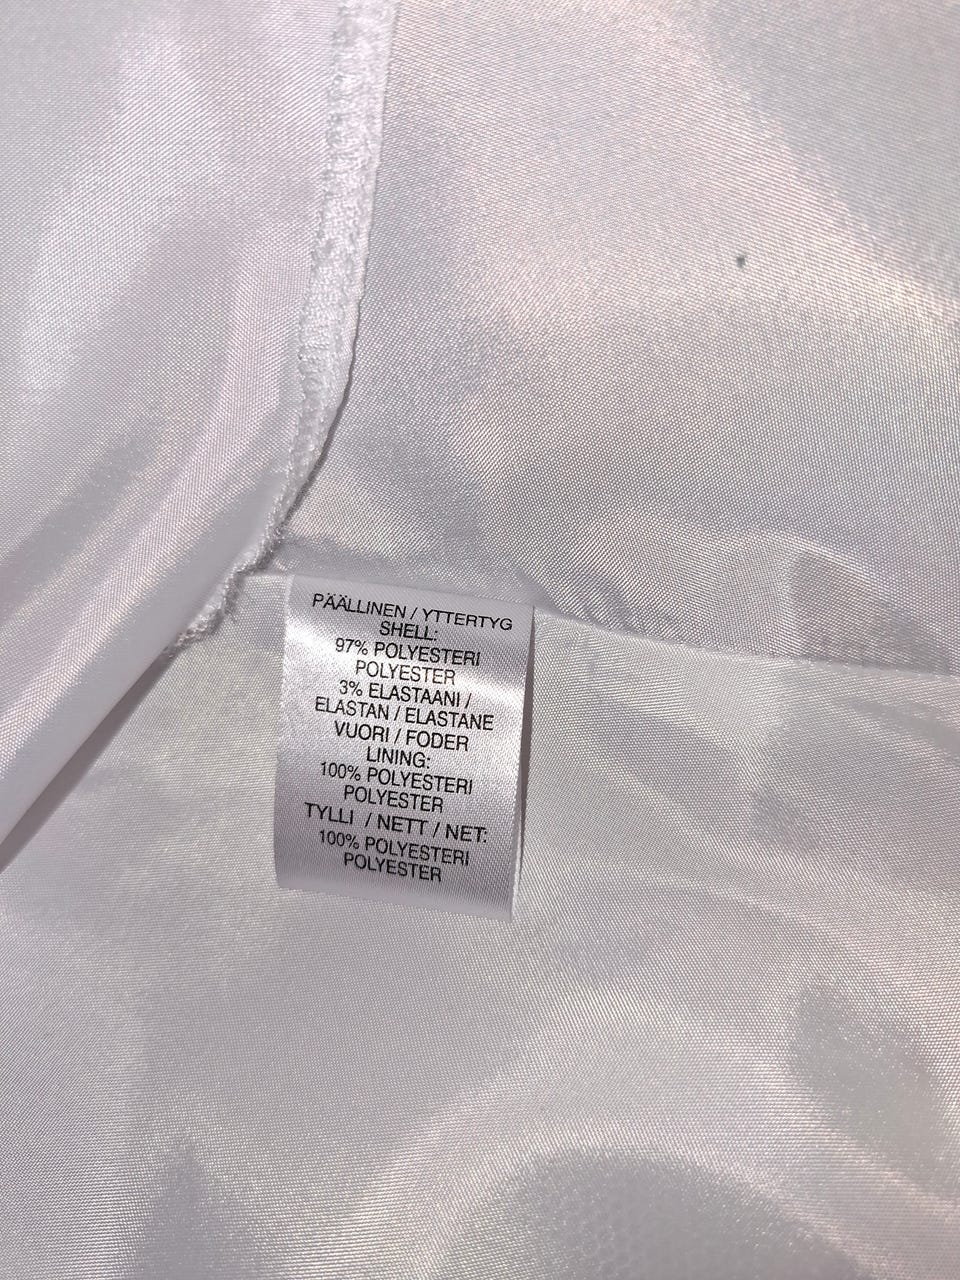 PÄÄLLINEN / YTTERTYG
SHELL:
97% POLYESTERI
POLYESTER
3% ELASTAANI /
ELASTAN / ELASTANE
VUORI / FODER
LINING:
100% POLYESTERI
POLYESTER
TYLLI / NETT / NET:
100% POLYESTERI
POLYESTER